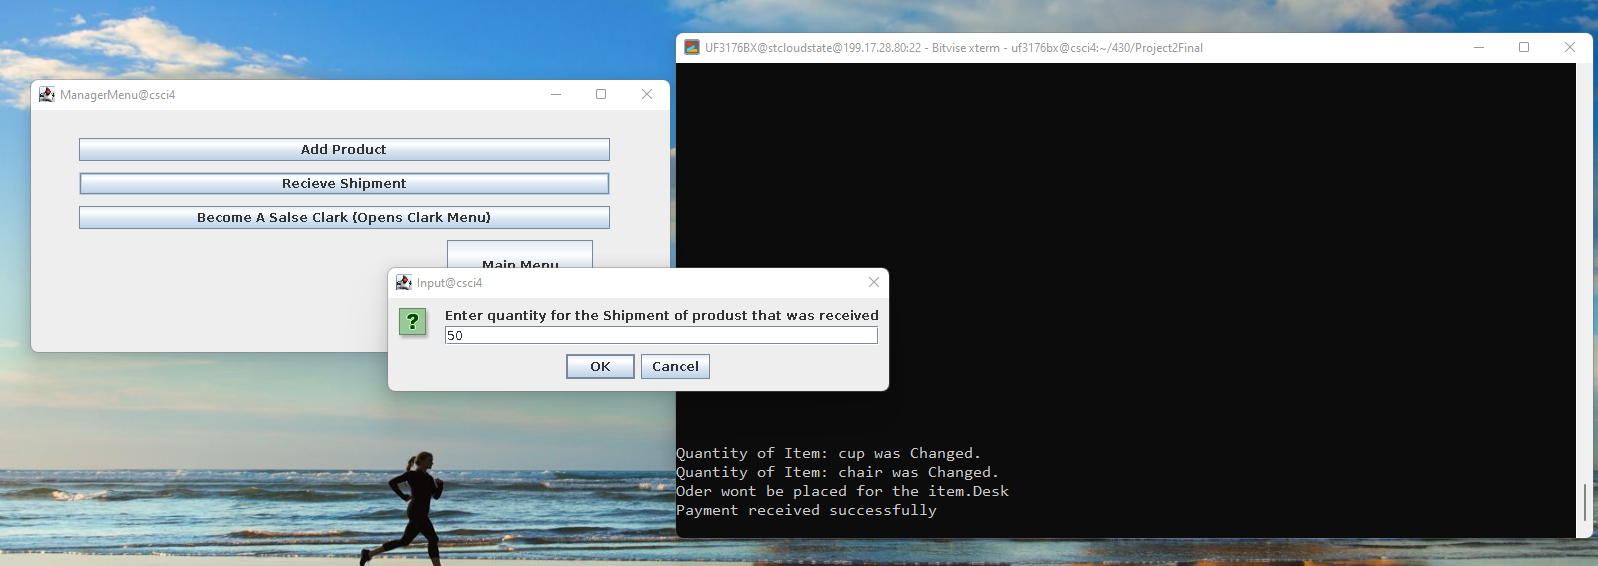 UF3176BX@stcloudstate@199.17.28.80:22 - Bitvise xterm - uf3176bx@csci4:~/430/Project2Final
ManagerMenu@csci4
Add Product
Recieve Shipment
Become A Salse Clark (Opens Clark Menu)
Main Menu
Input@csci4
?
Enter quantity for the Shipment of produst that was received
50
OK Cancel
Quantity of Item: cup was Changed.
Quantity of Item: chair was Changed.
Oder wont be placed for the item.Desk
Payment received successfully